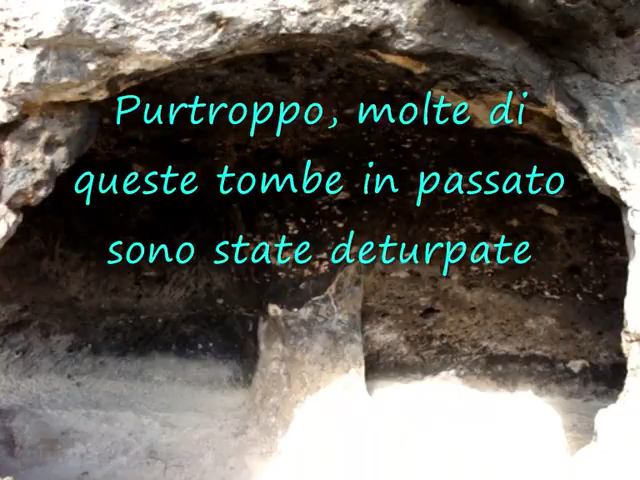 Purtroppo, molte di
queste tombe in passato
sono state deturpate